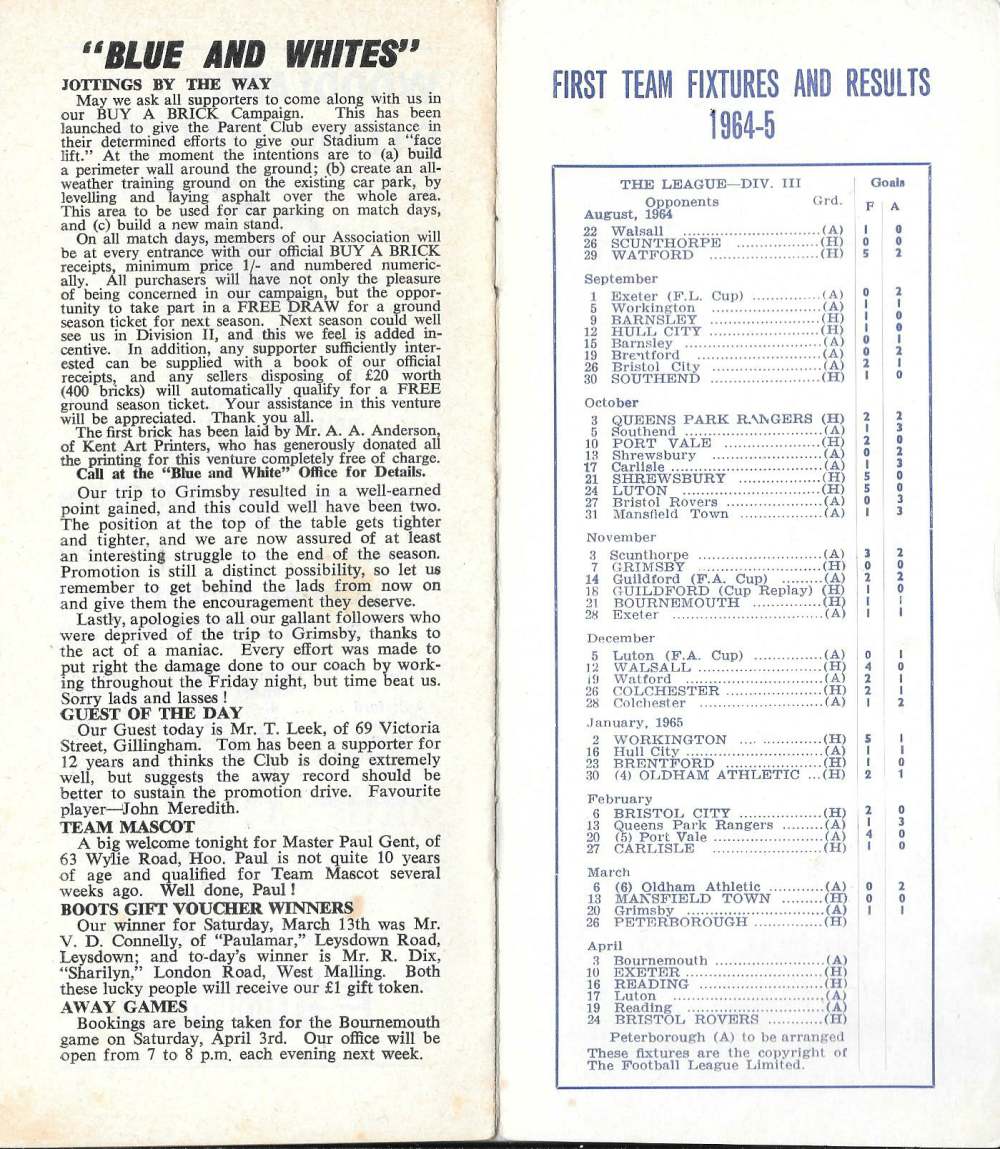 "BLUE AND WHITES"
JOTTINGS BY THE WAY
May we ask all supporters to come along with us in
our BUY A BRICK Campaign. This has been
launched to give the Parent Club every assistance in
their determined efforts to give our Stadium a "face
lift." At the moment the intentions are to (a) build
a perimeter wall around the ground; (b) create an all-
weather training ground on the existing car park, by
levelling and laying asphalt over the whole area.
This area to be used for car parking on match days,
and (c) build a new main stand.
On all match days, members of our Association will
be at every entrance with our official BUY A BRICK
receipts, minimum price 1/- and numbered numeric-
ally. All purchasers will have not only the pleasure
of being concerned in our campaign, but the oppor-
tunity to take part in a FREE DRAW for a ground
season ticket for next season. Next season could well
see us in Division II, and this we feel is added in-
centive. In addition, any supporter sufficiently inter-
ested can be supplied with a book of our official
receipts, and any sellers disposing of £20 worth
(400 bricks) will automatically qualify for a FREE
ground season ticket. Your assistance in this venture
will be appreciated. Thank you all.
The first brick has been laid by Mr. A. A. Anderson,
of Kent Art Printers, who has generously donated all
the printing for this venture completely free of charge.
Call at the "Blue and White" Office for Details.
Our trip to Grimsby resulted in a well-earned
point gained, and this could well have been two.
The position at the top of the table gets tighter
and tighter, and we are now assured of at least
an interesting struggle to the end of the season.
Promotion is still a distinct possibility, so let us
remember to get behind the lads from now on
and give them the encouragement they deserve.
Lastly, apologies to all our gallant followers who
were deprived of the trip to Grimsby, thanks to
the act of a maniac. Every effort was made to
put right the damage done to our coach by work-
ing throughout the Friday night, but time beat us.
Sorry lads and lasses !
GUEST OF THE DAY
Our Guest today is Mr. T. Leek, of 69 Victoria
Street, Gillingham. Tom has been a supporter for
12 years and thinks the Club is doing extremely
well, but suggests the away record should be
better to sustain the promotion drive. Favourite
player—John Meredith.
TEAM MASCOT
A big welcome tonight for Master Paul Gent, of
63 Wylie Road, Hoo. Paul is not quite 10 years
of age and qualified for Team Mascot several
weeks ago. Well done, Paul !
BOOTS GIFT VOUCHER WINNERS
Our winner for Saturday, March 13th was Mr.
V. D. Connelly, of "Paulamar," Leysdown Road,
Leysdown; and to-day's winner is Mr. R. Dix,
"Sharilyn," London Road, West Malling. Both
these lucky people will receive our £1 gift token.
AWAY GAMES
Bookings are being taken for the Bournemouth
game on Saturday, April 3rd. Our office will be
open from 7 to 8 p.m. each evening next week.
FIRST TEAM FIXTURES AND RESULTS
1964-5
THE LEAGUE—DIV. III Goals
Opponents Grd. F A
August, 1964
22 Walsall (A) 1 0
26 SCUNTHORPE (H) 0 0
29 WATFORD (H) 5 2
September
1 Exeter (F.L. Cup) (A) 0 2
5 Workington (A) 1 1
9 BARNSLEY (H) 1 0
12 HULL CITY (H) 1 0
15 Barnsley (A) 0 1
19 Brentford (A) 0 2
26 Bristol City (A) 2 1
30 SOUTHEND (H) 1 0
October
3 QUEENS PARK RANGERS (H) 2 2
5 Southend (A) 1 3
10 PORT VALE (H) 2 0
13 Shrewsbury (A) 0 2
17 Carlisle (A) 1 3
21 SHREWSBURY (H) 5 0
24 LUTON (H) 5 0
27 Bristol Rovers (A) 0 3
31 Mansfield Town (A) 1 3
November
3 Scunthorpe (A) 3 2
7 GRIMSBY (H) 0 0
14 Guildford (F.A. Cup) (A) 2 2
18 GUILDFORD (Cup Replay) (H) 1 0
21 BOURNEMOUTH (H) 1 1
28 Exeter (A) 1 1
December
5 Luton (F.A. Cup) (A) 0 1
12 WALSALL (H) 4 0
19 Watford (A) 2 1
26 COLCHESTER (H) 2 1
28 Colchester (A) 1 2
January, 1965
2 WORKINGTON (H) 5 1
16 Hull City (A) 1 1
23 BRENTFORD (H) 1 0
30 (4) OLDHAM ATHLETIC (H) 2 1
February
6 BRISTOL CITY (H) 2 0
13 Queens Park Rangers (A) 1 3
20 (5) Port Vale (A) 4 0
27 CARLISLE (H) 1 0
March
6 (6) Oldham Athletic (A) 0 2
13 MANSFIELD TOWN (H) 0 0
20 Grimsby (A) 1 1
26 PETERBOROUGH (H)
April
3 Bournemouth (A)
10 EXETER (H)
16 READING (H)
17 Luton (A)
19 Reading (A)
24 BRISTOL ROVERS (H)
Peterborough (A) to be arranged
These fixtures are the copyright of
The Football League Limited.